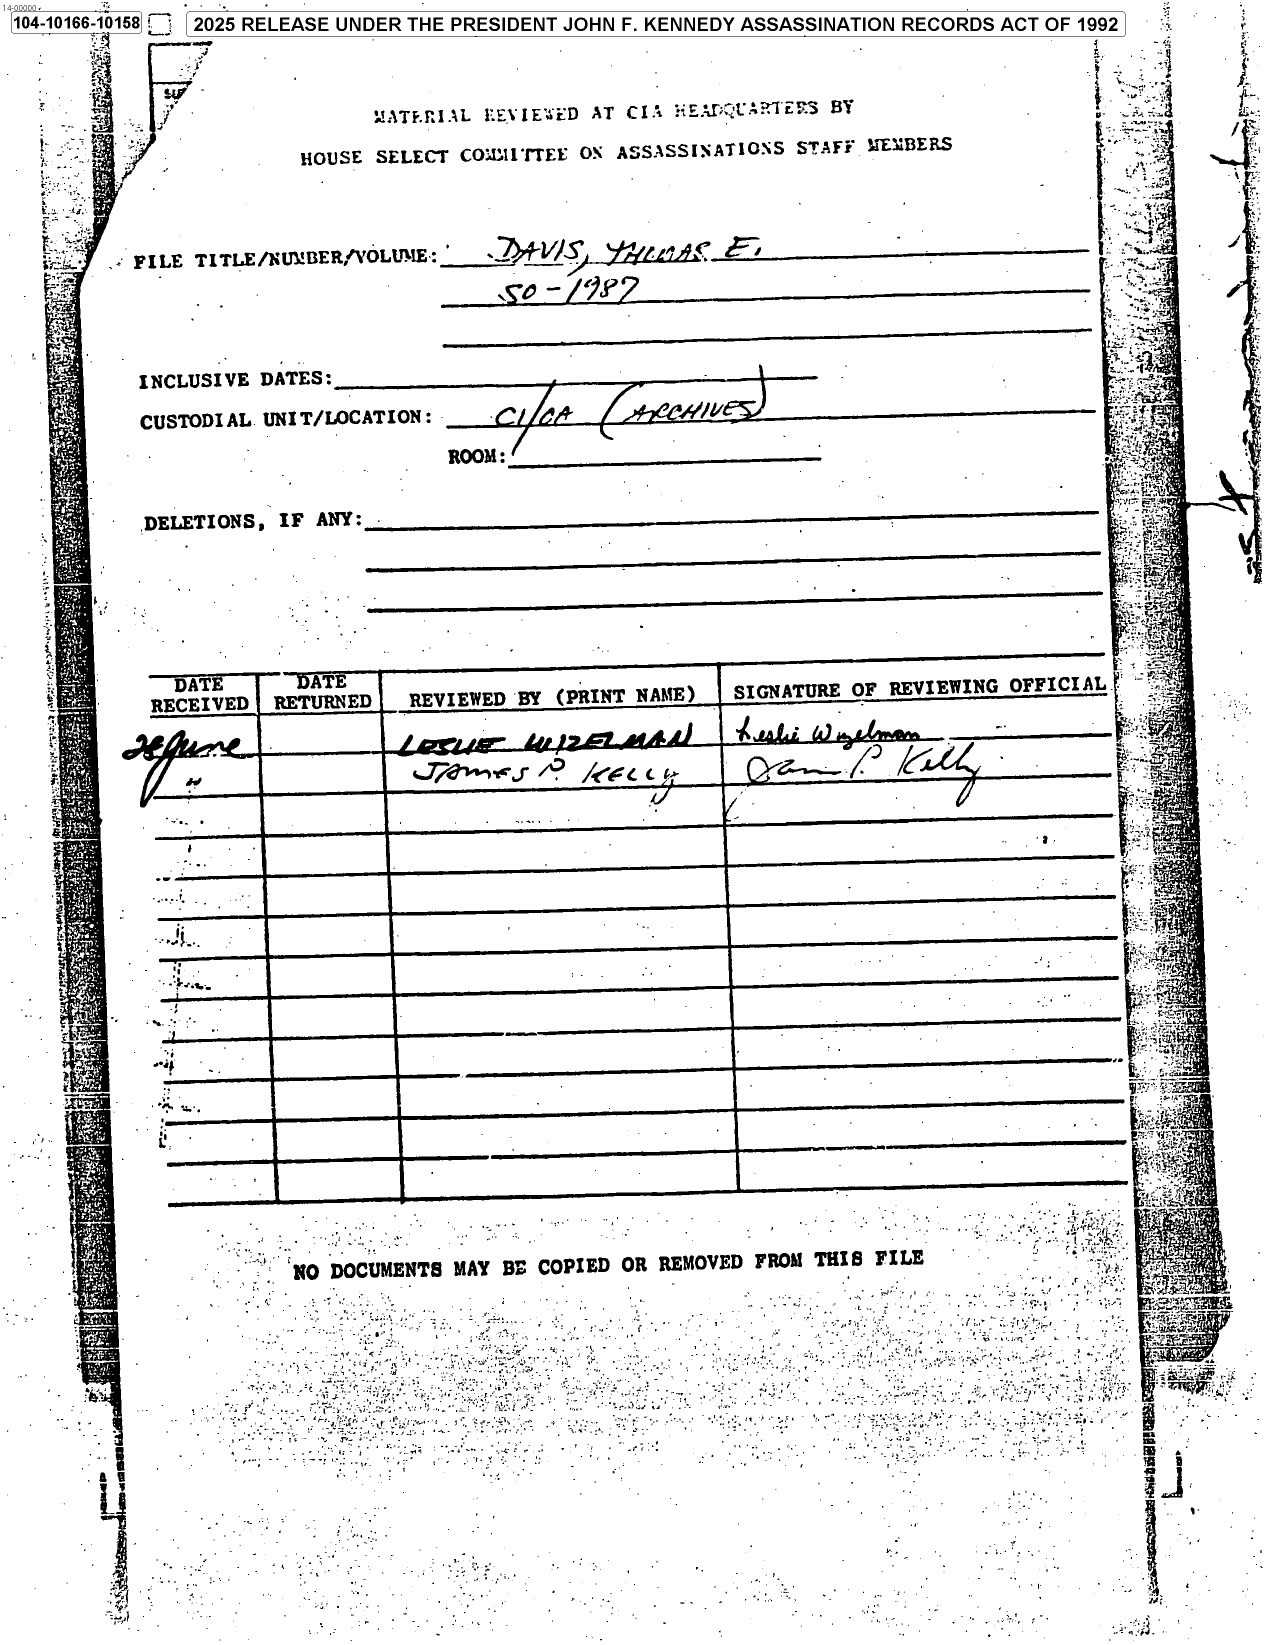 14-00000
104-10166-10158
2025 RELEASE UNDER THE PRESIDENT JOHN F. KENNEDY ASSASSINATION RECORDS ACT OF 1992
MATERIAL REVIEWED AT CIA HEADQUARTERS BY
HOUSE SELECT COMMITTEE ON ASSASSINATIONS STAFF MEMBERS
FILE TITLE/NUMBER/VOLUME: DAVIS, THOMAS E.
50-1987
INCLUSIVE DATES:
CUSTODIAL UNIT/LOCATION: CI/OA (ARCHIVES)
ROOM:
DELETIONS, IF ANY:
DATE RECEIVED DATE RETURNED REVIEWED BY (PRINT NAME) SIGNATURE OF REVIEWING OFFICIAL
28 June LESLIE WIZELMAN Leslie Wizelman
" JAMES P. KELLY James P. Kelly
NO DOCUMENTS MAY BE COPIED OR REMOVED FROM THIS FILE